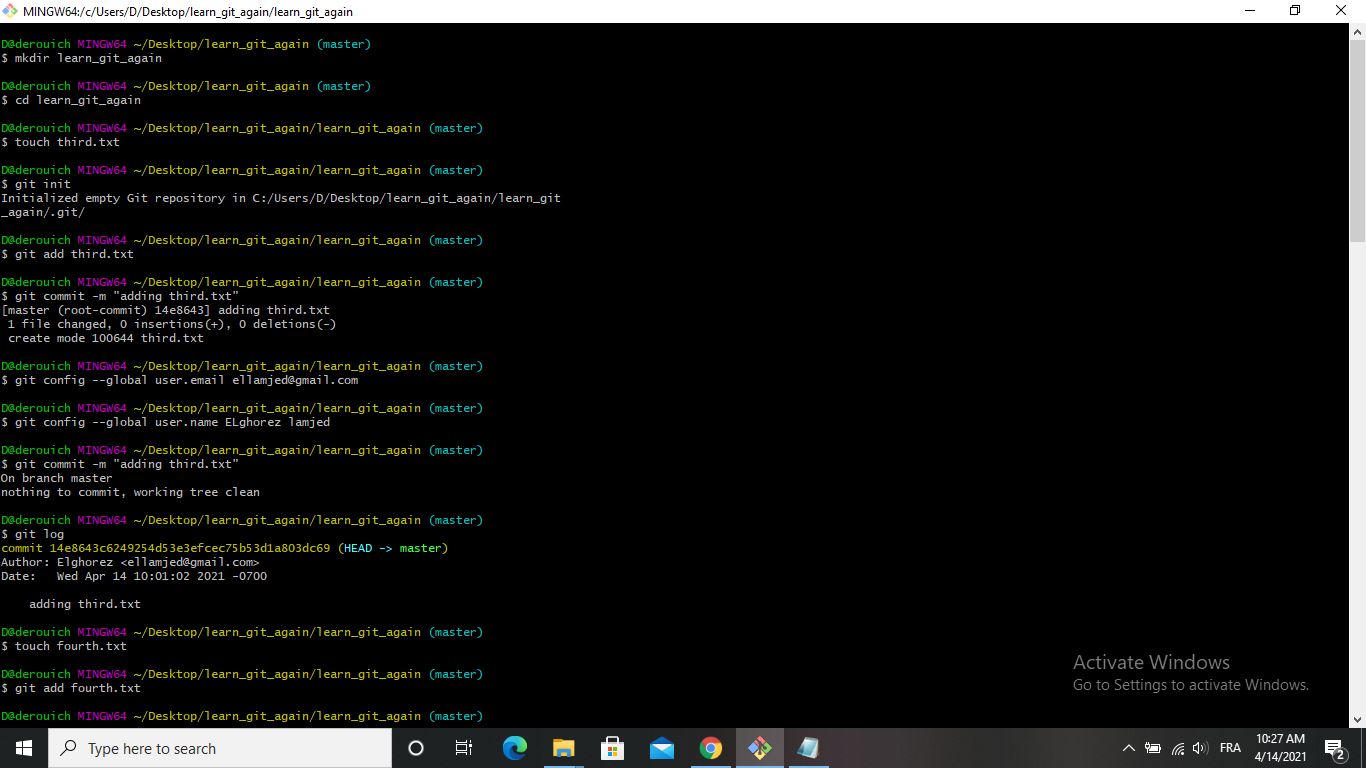 MINGW64:/c/Users/D/Desktop/learn_git_again/learn_git_again
D@derouich MINGW64 ~/Desktop/learn_git_again (master)
$ mkdir learn_git_again
D@derouich MINGW64 ~/Desktop/learn_git_again (master)
$ cd learn_git_again
D@derouich MINGW64 ~/Desktop/learn_git_again/learn_git_again (master)
$ touch third.txt
D@derouich MINGW64 ~/Desktop/learn_git_again/learn_git_again (master)
$ git init
Initialized empty Git repository in C:/Users/D/Desktop/learn_git_again/learn_git
_again/.git/
D@derouich MINGW64 ~/Desktop/learn_git_again/learn_git_again (master)
$ git add third.txt
D@derouich MINGW64 ~/Desktop/learn_git_again/learn_git_again (master)
$ git commit -m "adding third.txt"
[master (root-commit) 14e8643] adding third.txt
 1 file changed, 0 insertions(+), 0 deletions(-)
 create mode 100644 third.txt
D@derouich MINGW64 ~/Desktop/learn_git_again/learn_git_again (master)
$ git config --global user.email ellamjed@gmail.com
D@derouich MINGW64 ~/Desktop/learn_git_again/learn_git_again (master)
$ git config --global user.name ELghorez lamjed
D@derouich MINGW64 ~/Desktop/learn_git_again/learn_git_again (master)
$ git commit -m "adding third.txt"
On branch master
nothing to commit, working tree clean
D@derouich MINGW64 ~/Desktop/learn_git_again/learn_git_again (master)
$ git log
commit 14e8643c6249254d53e3efcec75b53d1a803dc69 (HEAD -> master)
Author: Elghorez <ellamjed@gmail.com>
Date:   Wed Apr 14 10:01:02 2021 -0700
    adding third.txt
D@derouich MINGW64 ~/Desktop/learn_git_again/learn_git_again (master)
$ touch fourth.txt
D@derouich MINGW64 ~/Desktop/learn_git_again/learn_git_again (master)
$ git add fourth.txt
D@derouich MINGW64 ~/Desktop/learn_git_again/learn_git_again (master)
Activate Windows
Go to Settings to activate Windows.
Type here to search
FRA
10:27 AM
4/14/2021
2